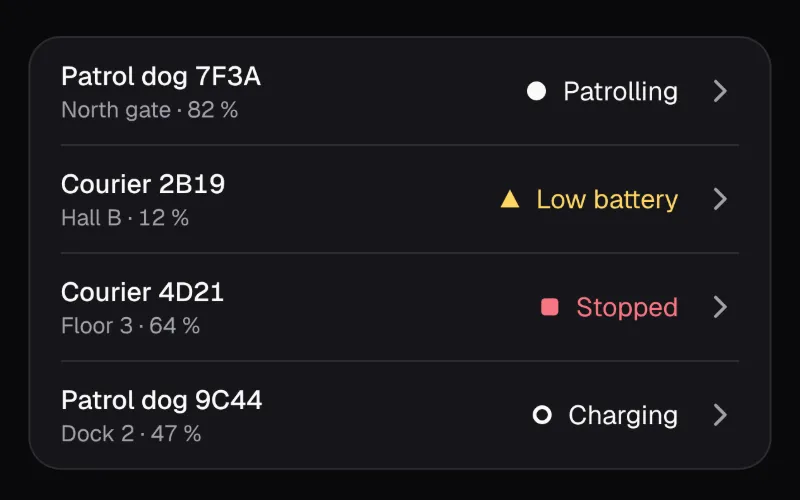 Patrol dog 7F3A
North gate · 82 %
Patrolling
Courier 2B19
Hall B · 12 %
Low battery
Courier 4D21
Floor 3 · 64 %
Stopped
Patrol dog 9C44
Dock 2 · 47 %
Charging